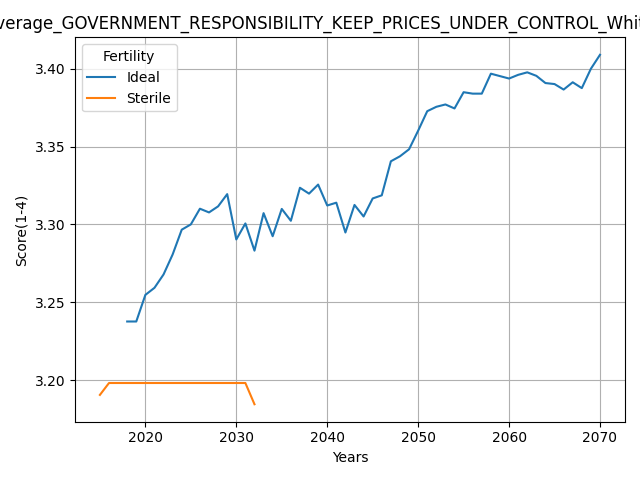 verage_GOVERNMENT_RESPONSIBILITY_KEEP_PRICES_UNDER_CONTROL_Whit
Fertility
Ideal
Sterile
Score(1-4)
3.40
3.35
3.30
3.25
3.20
2020 2030 2040 2050 2060 2070
Years